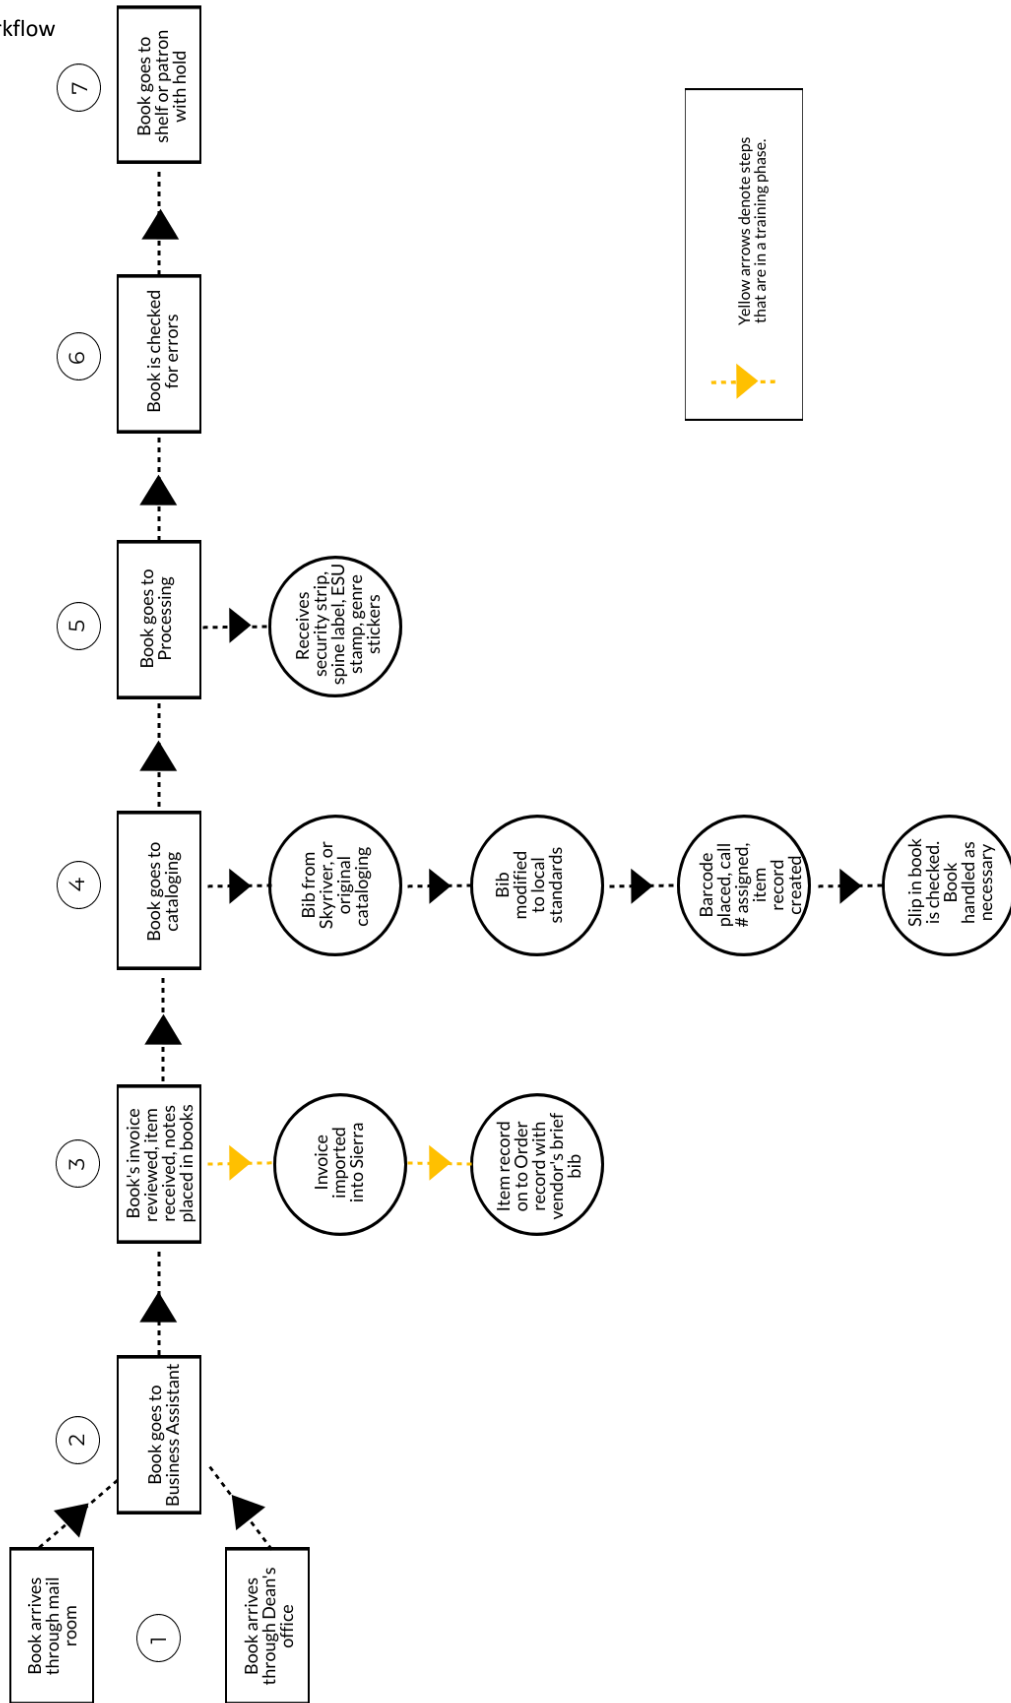 rkflow
1
Book arrives
through mail
room
Book arrives
through Dean's
office
2
Book goes to
Business Assistant
3
Book's invoice
reviewed, item
received, notes
placed in books
Invoice
imported
into Sierra
Item record
on to Order
record with
vendor's brief
bib
4
Book goes to
cataloging
Bib from
Skyriver, or
original
cataloging
Bib
modified
to local
standards
Barcode
placed, call
# assigned,
item
record
created
Slip in book
is checked.
Book
handled as
necessary
5
Book goes to
Processing
Receives
security strip,
spine label, ESU
stamp, genre
stickers
6
Book is checked
for errors
7
Book goes to
shelf or patron
with hold
Yellow arrows denote steps
that are in a training phase.